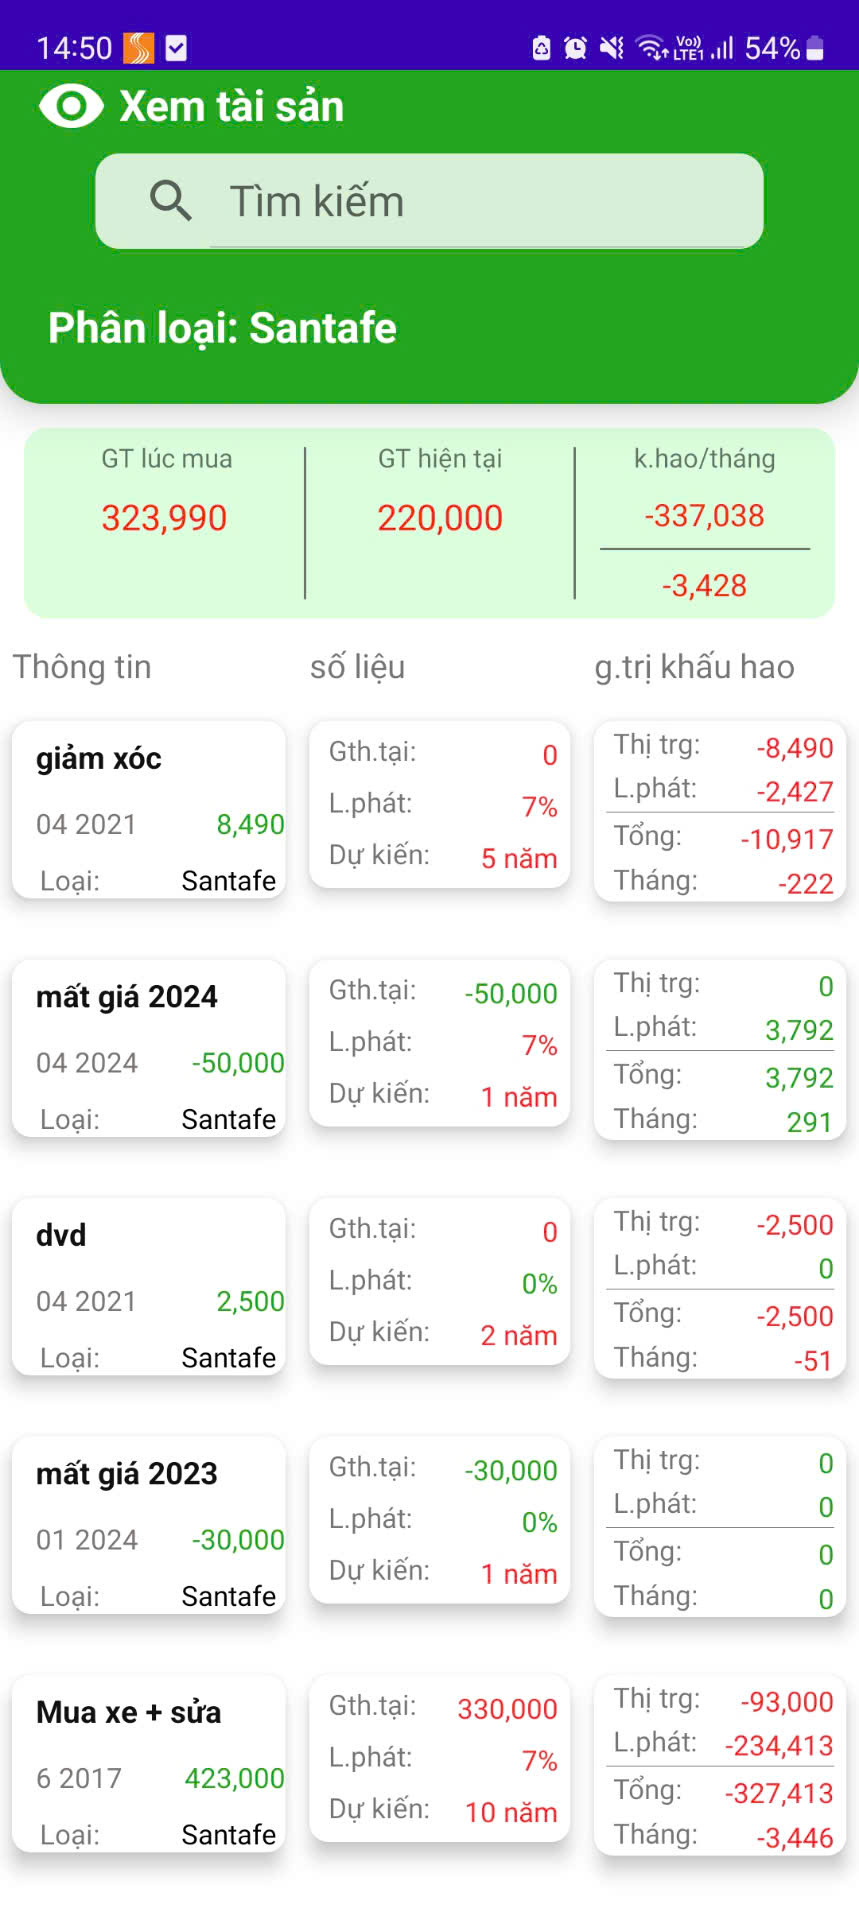 14:50 Vo)) LTE1 54%
Xem tài sản
Tìm kiếm
Phân loại: Santafe
GT lúc mua GT hiện tại k.hao/tháng
323,990 220,000 -337,038
-3,428
Thông tin số liệu g.trị khấu hao
giảm xóc
04 2021 8,490
Loại: Santafe
Gth.tại: 0
L.phát: 7%
Dự kiến: 5 năm
Thị trg: -8,490
L.phát: -2,427
Tổng: -10,917
Tháng: -222
mất giá 2024
04 2024 -50,000
Loại: Santafe
Gth.tại: -50,000
L.phát: 7%
Dự kiến: 1 năm
Thị trg: 0
L.phát: 3,792
Tổng: 3,792
Tháng: 291
dvd
04 2021 2,500
Loại: Santafe
Gth.tại: 0
L.phát: 0%
Dự kiến: 2 năm
Thị trg: -2,500
L.phát: 0
Tổng: -2,500
Tháng: -51
mất giá 2023
01 2024 -30,000
Loại: Santafe
Gth.tại: -30,000
L.phát: 0%
Dự kiến: 1 năm
Thị trg: 0
L.phát: 0
Tổng: 0
Tháng: 0
Mua xe + sửa
6 2017 423,000
Loại: Santafe
Gth.tại: 330,000
L.phát: 7%
Dự kiến: 10 năm
Thị trg: -93,000
L.phát: -234,413
Tổng: -327,413
Tháng: -3,446